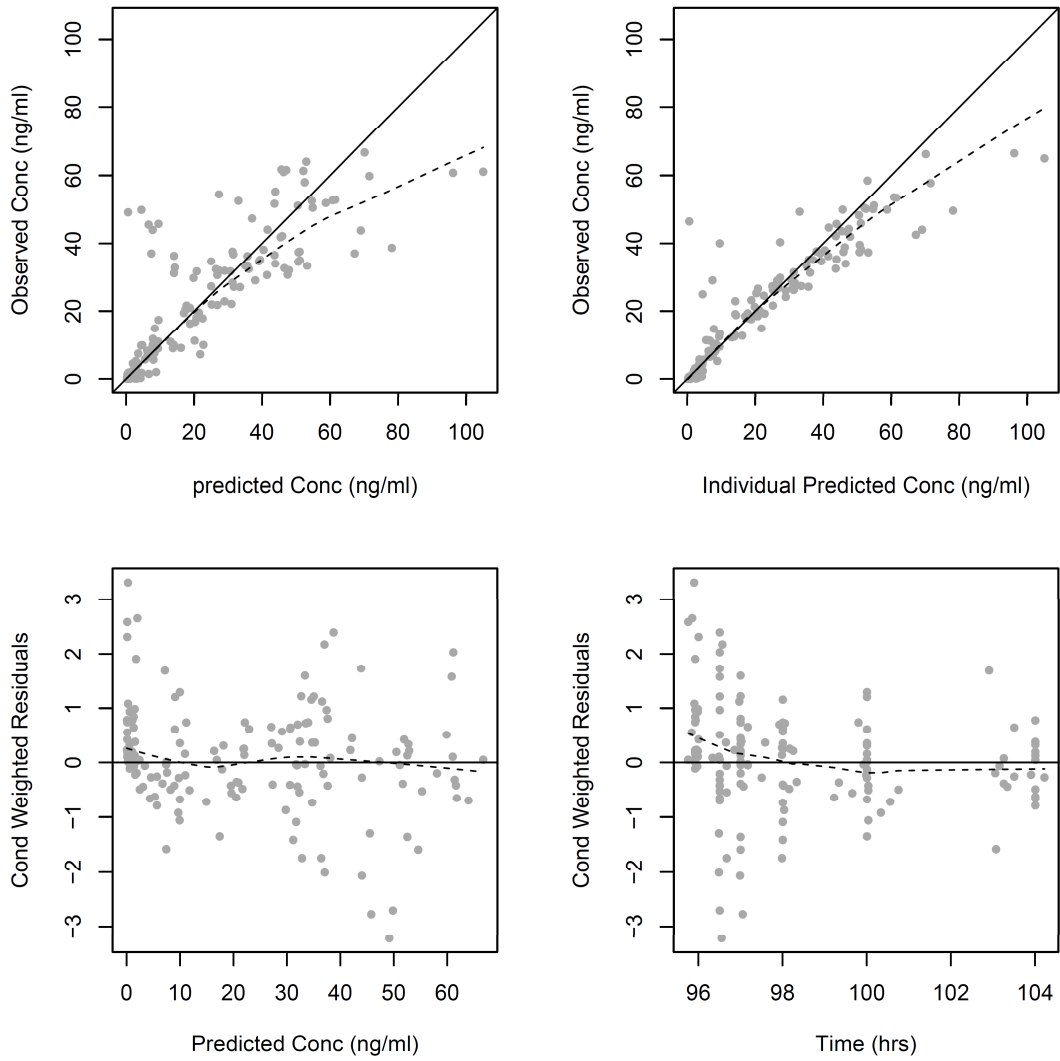 Observed Conc (ng/ml)
100
80
60
40
20
0
0 20 40 60 80 100
predicted Conc (ng/ml)
Observed Conc (ng/ml)
100
80
60
40
20
0
0 20 40 60 80 100
Individual Predicted Conc (ng/ml)
Cond Weighted Residuals
3
2
1
0
−1
−2
−3
0 10 20 30 40 50 60
Predicted Conc (ng/ml)
Cond Weighted Residuals
3
2
1
0
−1
−2
−3
96 98 100 102 104
Time (hrs)